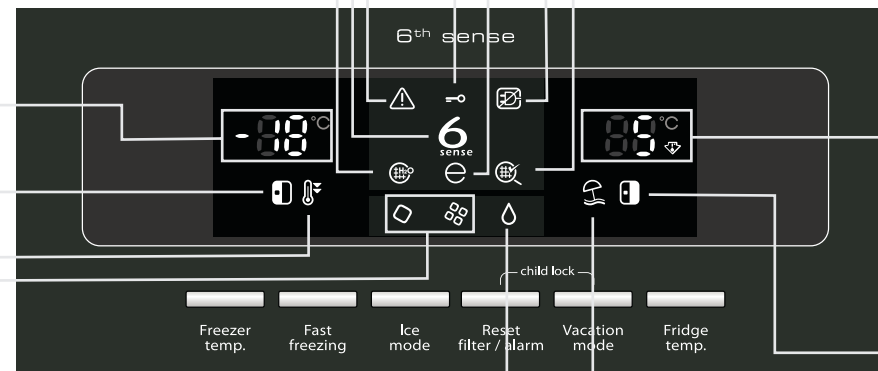 6th sense
-18 °C
5 °C
6
sense
e
child lock
Freezer temp.
Fast freezing
Ice mode
Reset filter / alarm
Vacation mode
Fridge temp.